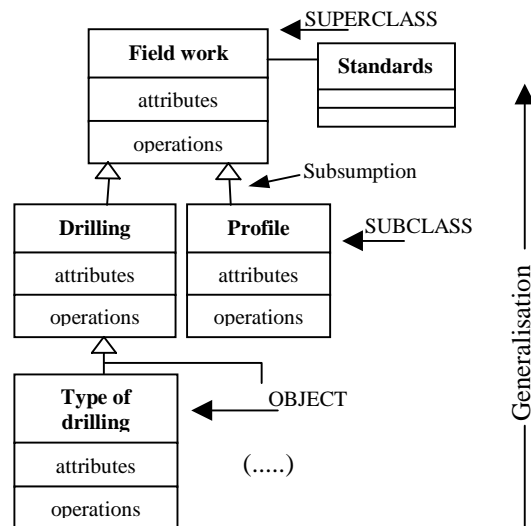 SUPERCLASS
Field work
Standards
attributes
operations
Subsumption
Drilling
Profile
SUBCLASS
attributes
attributes
operations
operations
Generalisation
Type of
drilling
OBJECT
attributes
(.....)
operations